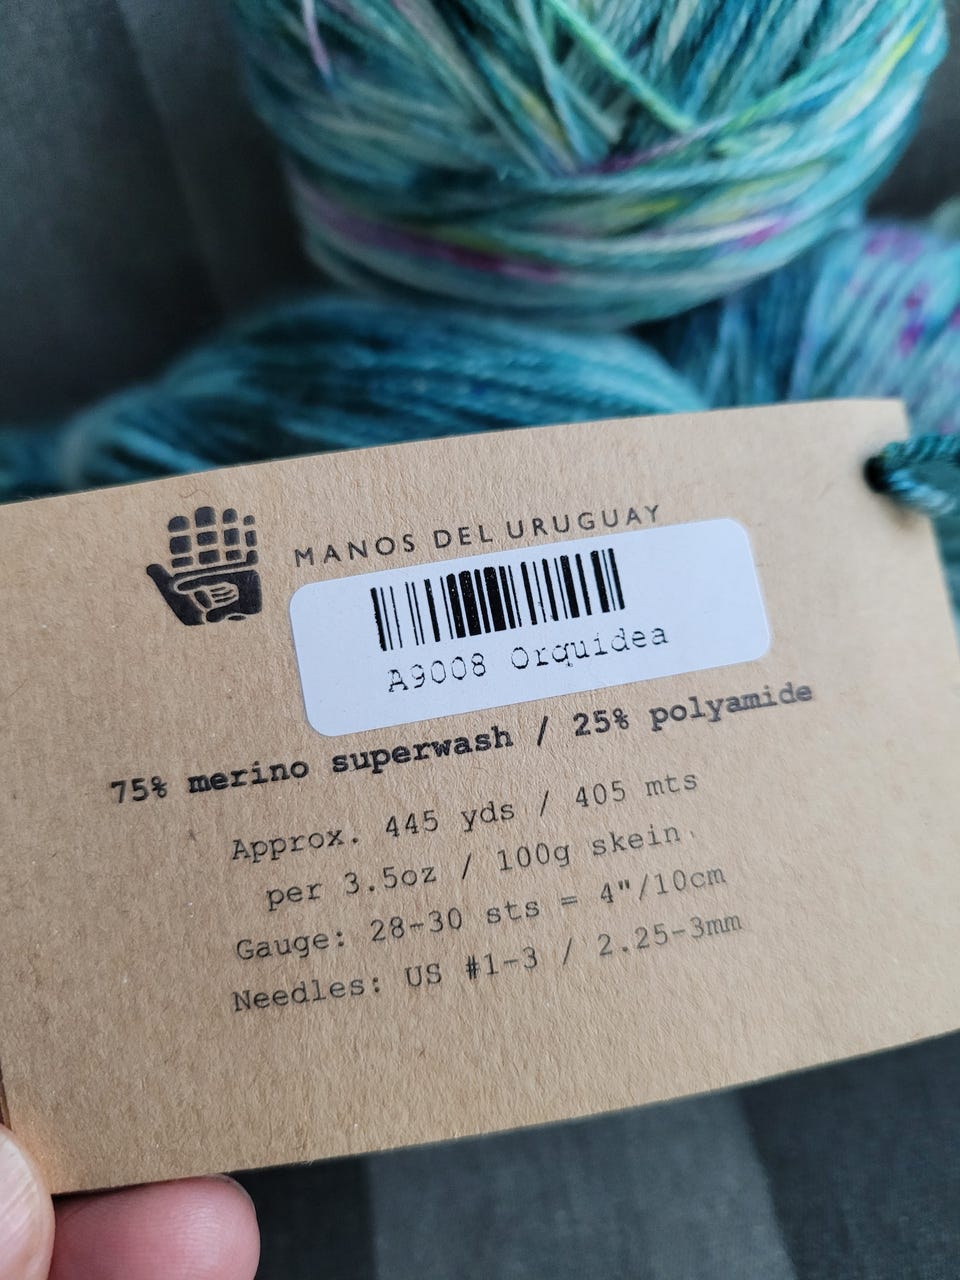 MANOS DEL URUGUAY
A9008 Orquidea
75% merino superwash / 25% polyamide
Approx. 445 yds / 405 mts
per 3.5oz / 100g skein.
Gauge: 28-30 sts = 4"/10cm
Needles: US #1-3 / 2.25-3mm